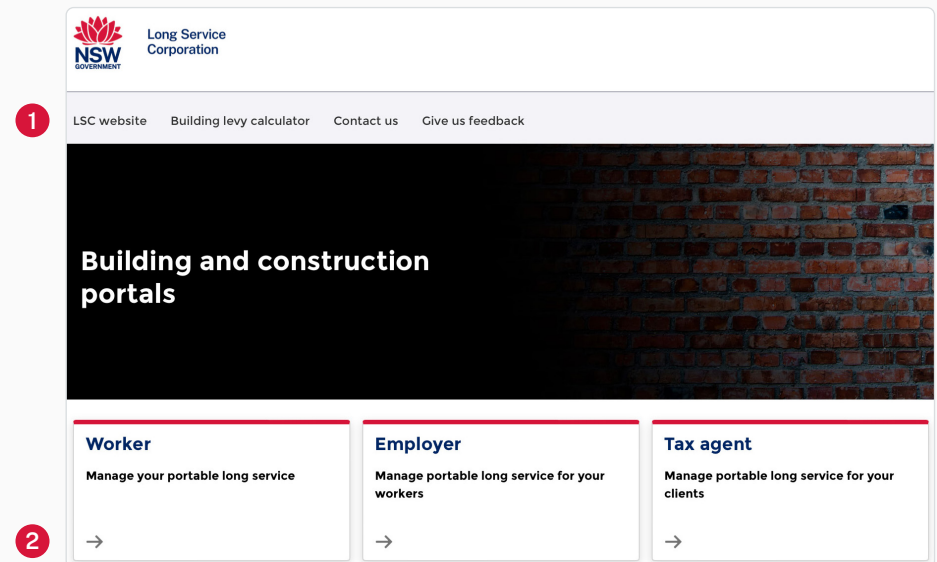 NSW
GOVERNMENT
Long Service
Corporation
1
LSC website Building levy calculator Contact us Give us feedback
Building and construction
portals
Worker
Manage your portable long service
Employer
Manage portable long service for your
workers
Tax agent
Manage portable long service for your
clients
2